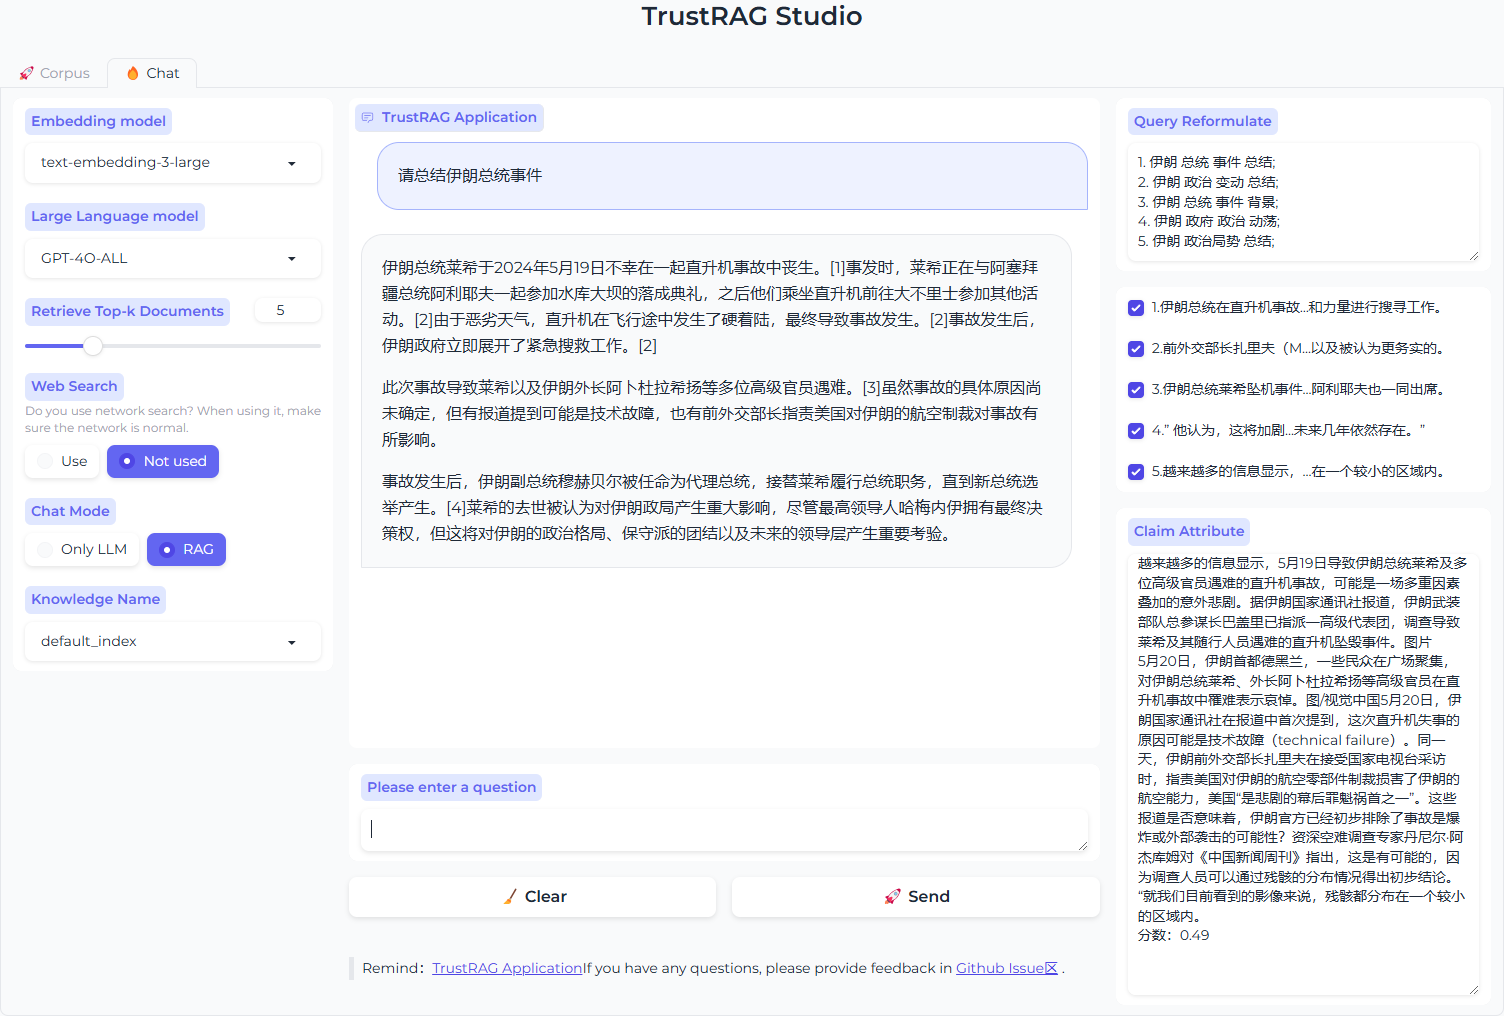 TrustRAG Studio
Corpus
Chat
Embedding model
text-embedding-3-large
Large Language model
GPT-4O-ALL
Retrieve Top-k Documents
5
Web Search
Do you use network search? When using it, make
sure the network is normal.
Use
Not used
Chat Mode
Only LLM
RAG
Knowledge Name
default_index
TrustRAG Application
请总结伊朗总统事件
伊朗总统莱希于2024年5月19日不幸在一起直升机事故中丧生。[1]事发时，莱希正在与阿塞拜
疆总统阿利耶夫一起参加水库大坝的落成典礼，之后他们乘坐直升机前往大不里士参加其他活
动。[2]由于恶劣天气，直升机在飞行途中发生了硬着陆，最终导致事故发生。[2]事故发生后，
伊朗政府立即展开了紧急搜救工作。[2]
此次事故导致莱希以及伊朗外长阿卜杜拉希扬等多位高级官员遇难。[3]虽然事故的具体原因尚
未确定，但有报道提到可能是技术故障，也有前外交部长指责美国对伊朗的航空制裁对事故有
所影响。
事故发生后，伊朗副总统穆赫贝尔被任命为代理总统，接替莱希履行总统职务，直到新总统选
举产生。[4]莱希的去世被认为对伊朗政局产生重大影响，尽管最高领导人哈梅内伊拥有最终决
策权，但这将对伊朗的政治格局、保守派的团结以及未来的领导层产生重要考验。
Please enter a question
Clear
Send
Remind：TrustRAG ApplicationIf you have any questions, please provide feedback in Github Issue区 .
Query Reformulate
1. 伊朗 总统 事件 总结;
2. 伊朗 政治 变动 总结;
3. 伊朗 总统 事件 背景;
4. 伊朗 政府 政治 动荡;
5. 伊朗 政治局势 总结;
1.伊朗总统在直升机事故...和力量进行搜寻工作。
2.前外交部长扎里夫（M...以及被认为更务实的。
3.伊朗总统莱希坠机事件...阿利耶夫也一同出席。
4.” 他认为，这将加剧...未来几年依然存在。”
5.越来越多的信息显示，...在一个较小的区域内。
Claim Attribute
越来越多的信息显示，5月19日导致伊朗总统莱希及多
位高级官员遇难的直升机事故，可能是一场多重因素
叠加的意外悲剧。据伊朗国家通讯社报道，伊朗武装
部队总参谋长巴盖里已指派一高级代表团，调查导致
莱希及其随行人员遇难的直升机坠毁事件。图片
5月20日，伊朗首都德黑兰，一些民众在广场聚集，
对伊朗总统莱希、外长阿卜杜拉希扬等高级官员在直
升机事故中罹难表示哀悼。图/视觉中国5月20日，伊
朗国家通讯社在报道中首次提到，这次直升机失事的
原因可能是技术故障（technical failure）。同一
天，伊朗前外交部长扎里夫在接受国家电视台采访
时，指责美国对伊朗的航空零部件制裁损害了伊朗的
航空能力，美国“是悲剧的幕后罪魁祸首之一”。这些
报道是否意味着，伊朗官方已经初步排除了事故是爆
炸或外部袭击的可能性？资深空难调查专家丹尼尔·阿
杰库姆对《中国新闻周刊》指出，这是有可能的，因
为调查人员可以通过残骸的分布情况得出初步结论。
“就我们目前看到的影像来说，残骸都分布在一个较小
的区域内。
分数：0.49